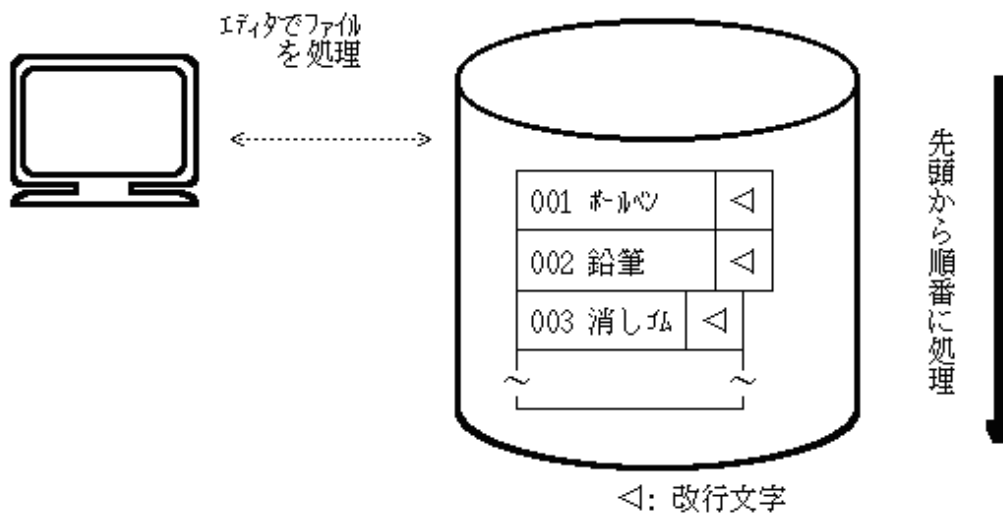 ｴﾃﾞｨﾀでﾌｧｲﾙ
を処理
001 ﾎﾞｰﾙﾍﾟﾝ ◁
002 鉛筆 ◁
003 消しｺﾞﾑ ◁
～ ～
先頭から順番に処理
◁: 改行文字